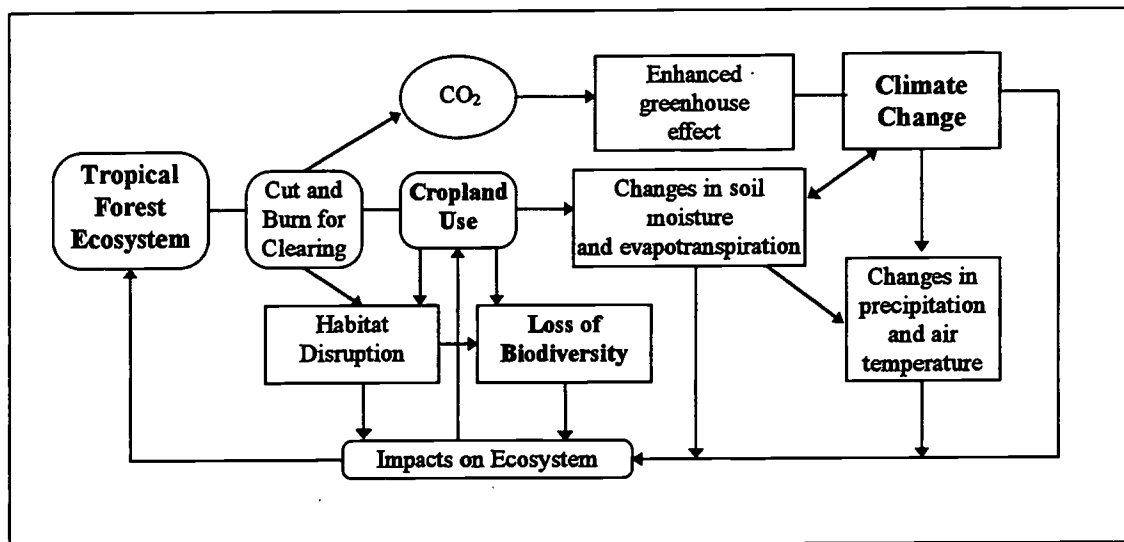 CO₂
Enhanced
greenhouse
effect
Climate
Change
Tropical
Forest
Ecosystem
Cut and
Burn for
Clearing
Cropland
Use
Changes in soil
moisture
and evapotranspiration
Habitat
Disruption
Loss of
Biodiversity
Changes in
precipitation
and air
temperature
Impacts on Ecosystem